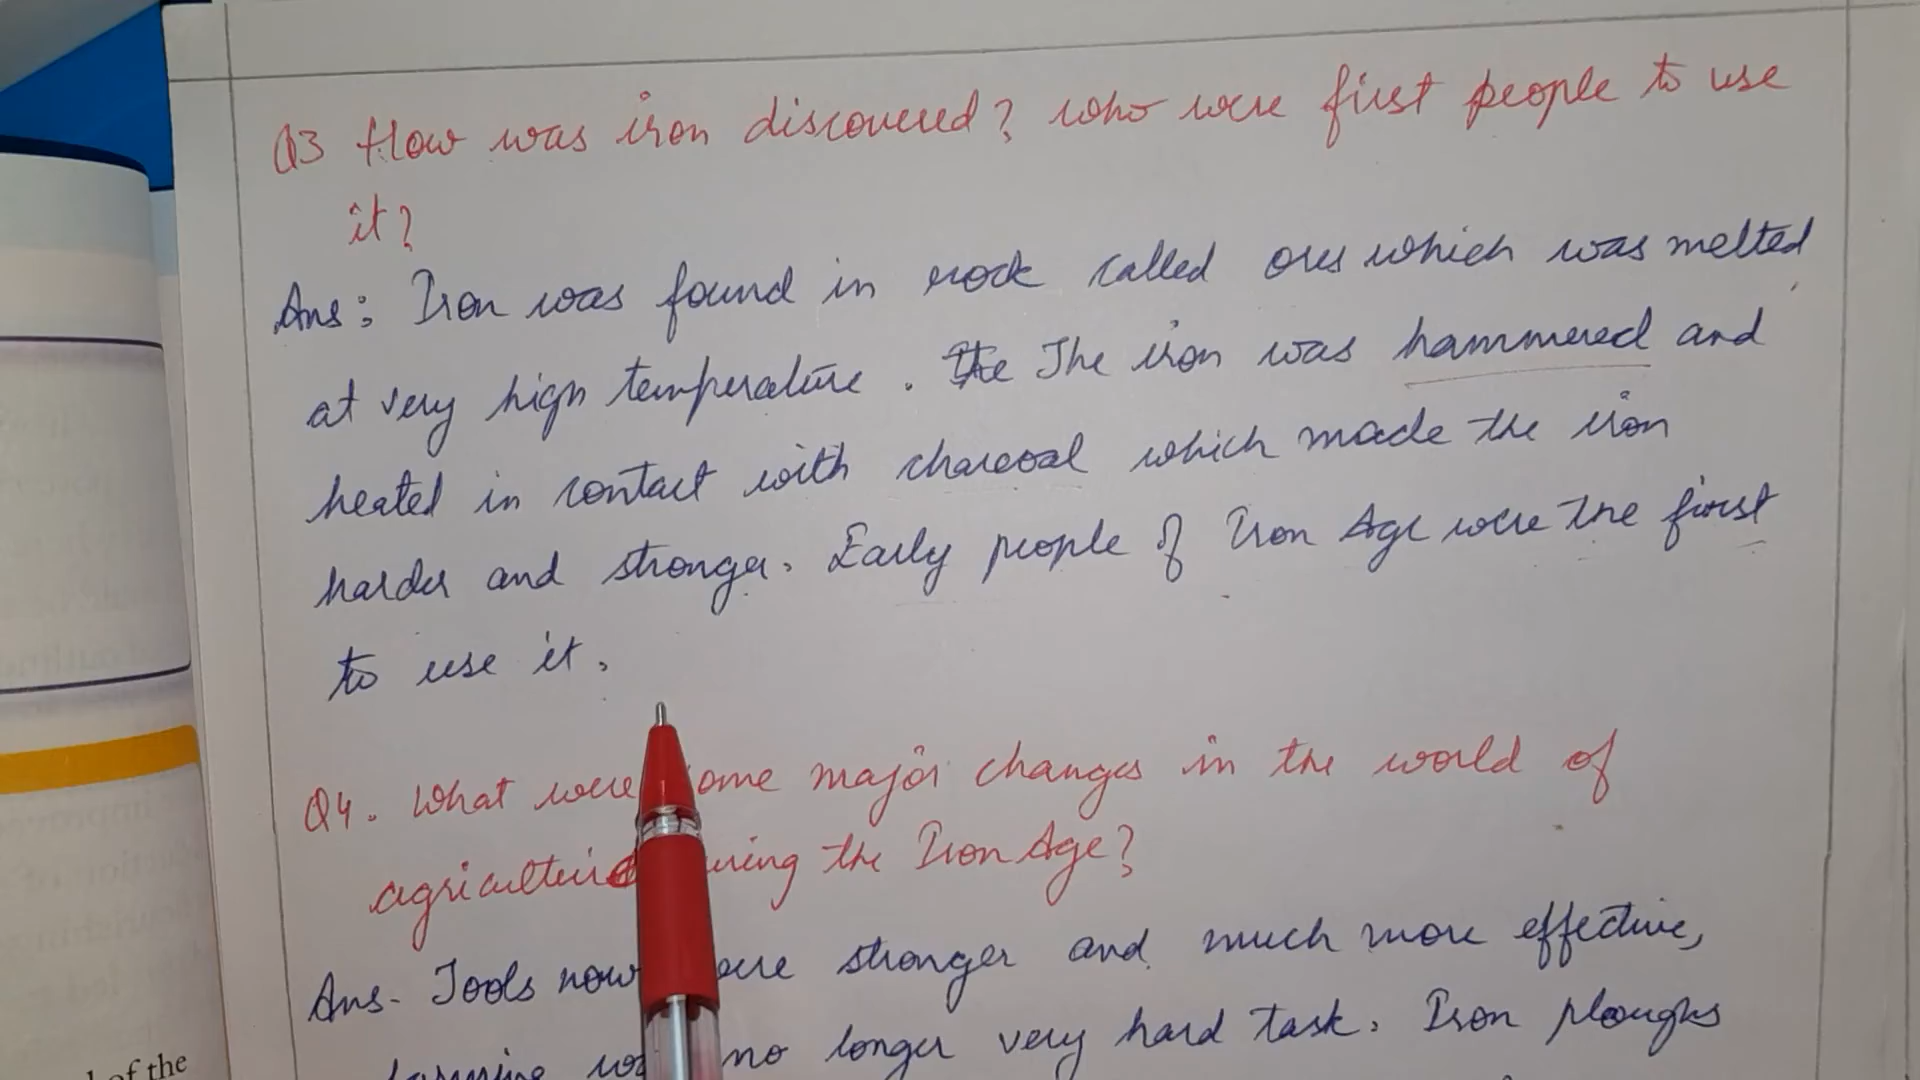 Q3 How was iron discovered? who were first people to use
it?
Ans: Iron was found in rock called ores which was melted
at very high temperature. The iron was hammered and
heated in contact with charcoal which made the iron
harder and stronger. Early people of Iron Age were the first
to use it.
Q4. What were some major changes in the world of
agriculture during the Iron Age?
Ans- Tools now were stronger and much more effective,
farming was no longer very hard task. Iron ploughs
of the